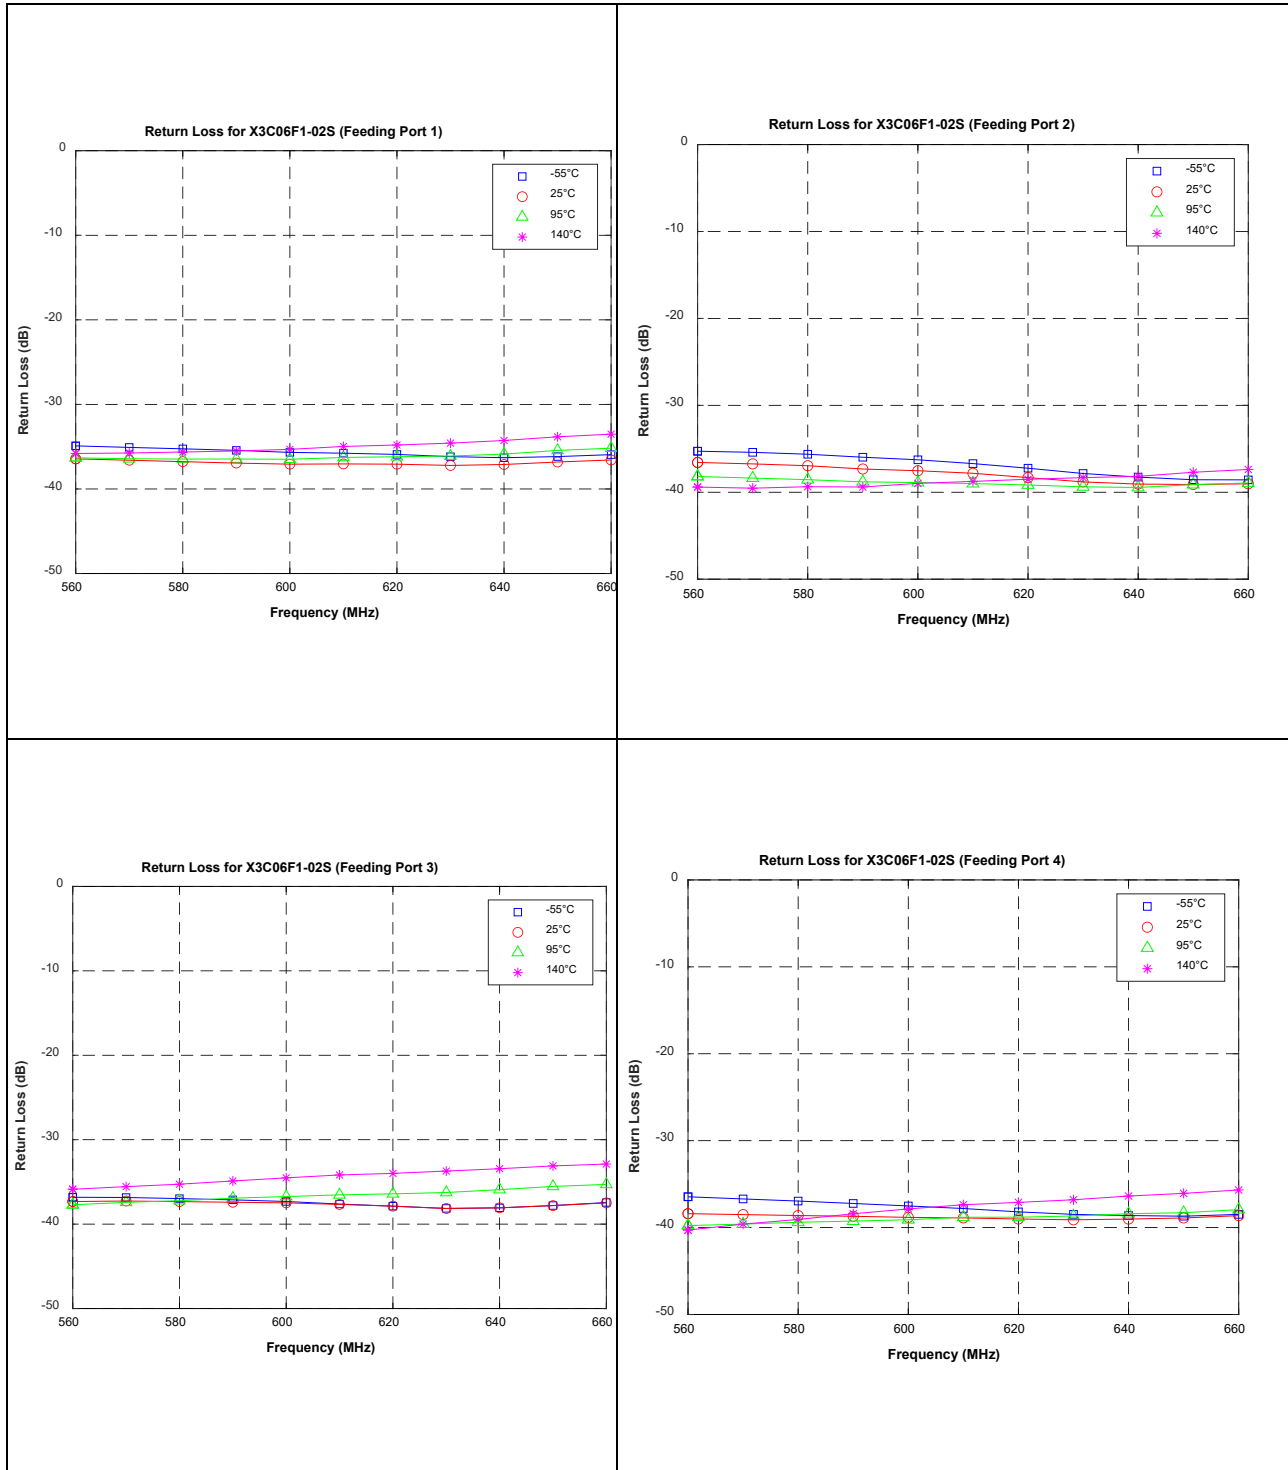 Return Loss for X3C06F1-02S (Feeding Port 1)
0
-10
-20
-30
-40
-50
560
580
600
620
640
660
Return Loss (dB)
Frequency (MHz)
-55°C
25°C
95°C
140°C
Return Loss for X3C06F1-02S (Feeding Port 2)
0
-10
-20
-30
-40
-50
560
580
600
620
640
660
Return Loss (dB)
Frequency (MHz)
-55°C
25°C
95°C
140°C
Return Loss for X3C06F1-02S (Feeding Port 3)
0
-10
-20
-30
-40
-50
560
580
600
620
640
660
Return Loss (dB)
Frequency (MHz)
-55°C
25°C
95°C
140°C
Return Loss for X3C06F1-02S (Feeding Port 4)
0
-10
-20
-30
-40
-50
560
580
600
620
640
660
Return Loss (dB)
Frequency (MHz)
-55°C
25°C
95°C
140°C